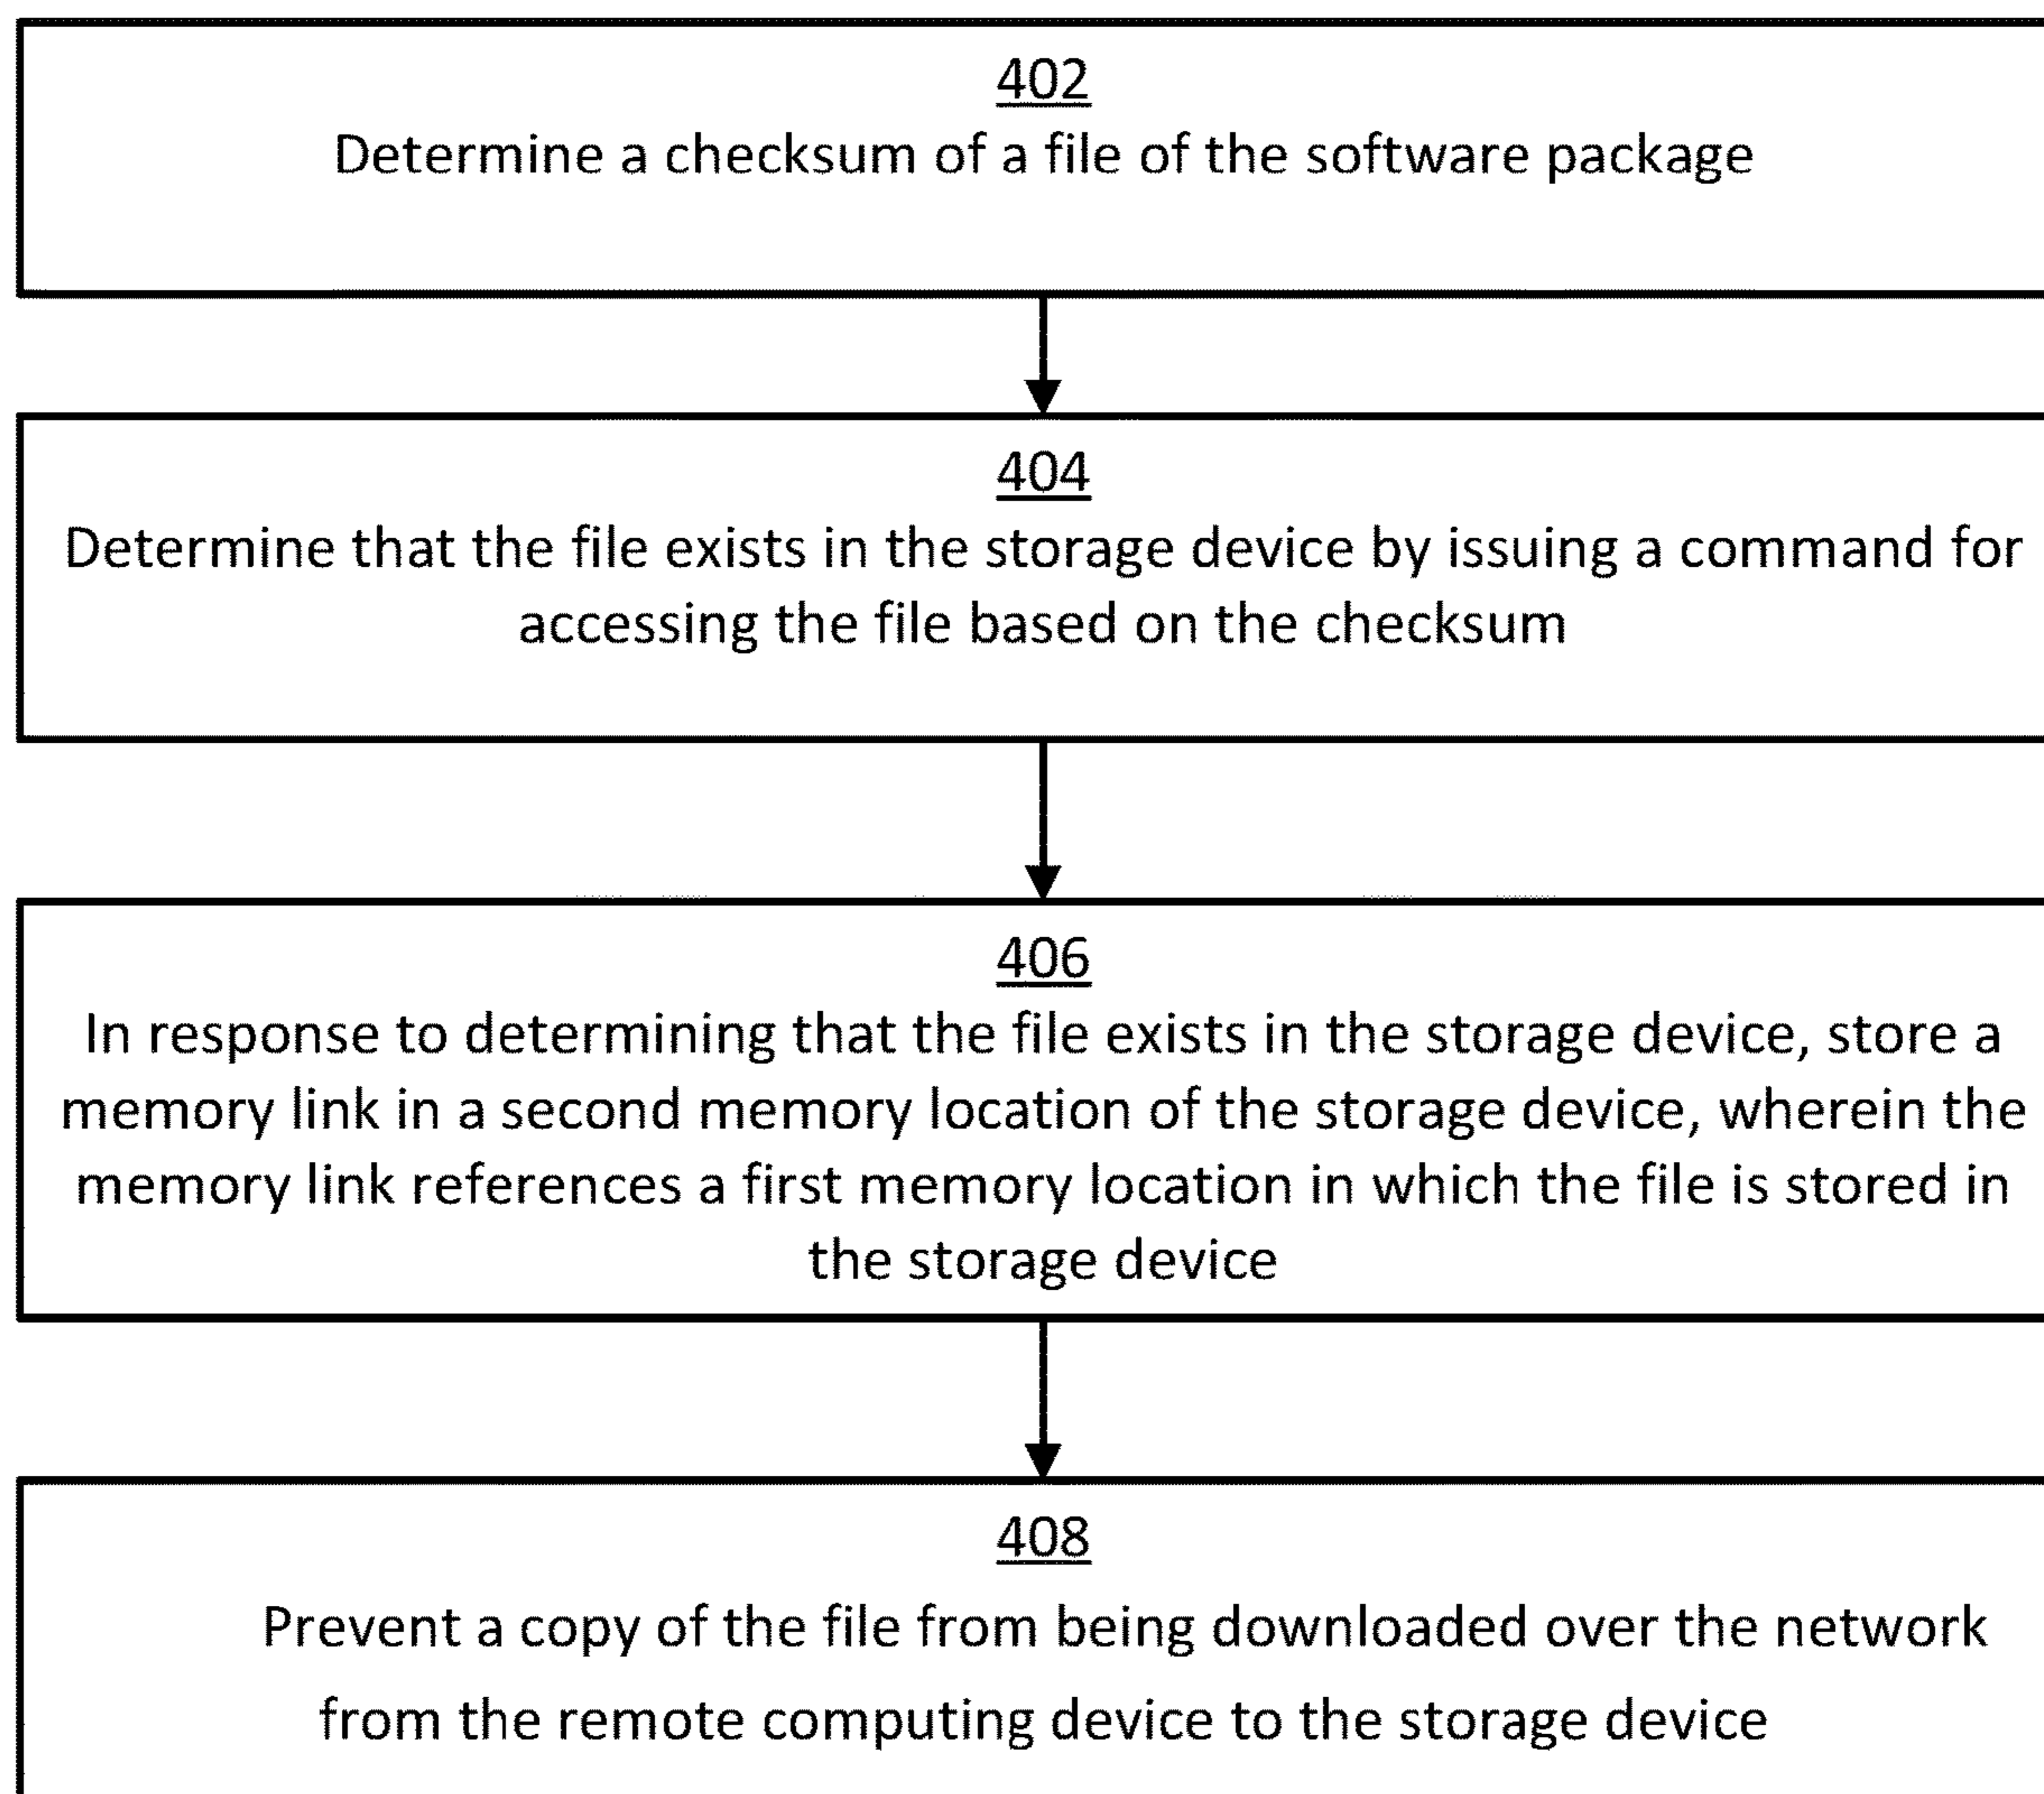 402
Determine a checksum of a file of the software package
404
Determine that the file exists in the storage device by issuing a command for
accessing the file based on the checksum
406
In response to determining that the file exists in the storage device, store a
memory link in a second memory location of the storage device, wherein the
memory link references a first memory location in which the file is stored in
the storage device
408
Prevent a copy of the file from being downloaded over the network
from the remote computing device to the storage device